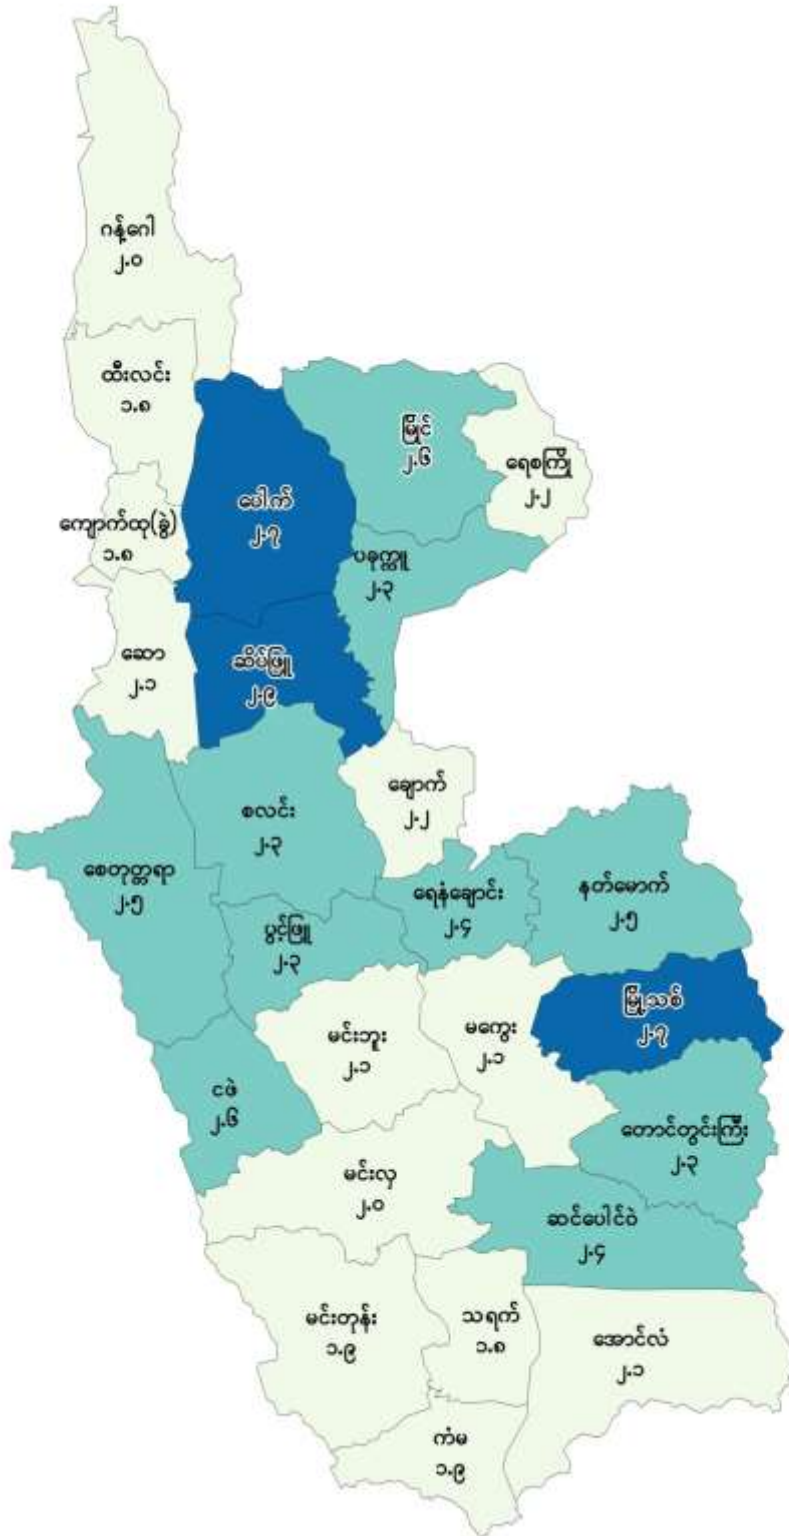 ဂန့်ဂေါ
၂.၀
ထီးလင်း
၁.၈
မြိုင်
၂.၆
ရေစကြို
၂.၂
ပေါက်
၂.၇
ကျောက်ထု(ခွဲ)
၁.၈
ပခုက္ကူ
၂.၃
ဆော
၂.၁
ဆိပ်ဖြူ
၂.၉
ချောက်
၂.၂
စလင်း
၂.၃
စေတုတ္တရာ
၂.၅
ရေနံချောင်း
၂.၄
နတ်မောက်
၂.၅
ပွင့်ဖြူ
၂.၃
မြို့သစ်
၂.၇
မင်းဘူး
၂.၁
မကွေး
၂.၁
ငဖဲ
၂.၆
တောင်တွင်းကြီး
၂.၃
မင်းလှ
၂.၀
ဆင်ပေါင်ဝဲ
၂.၄
မင်းတုန်း
၁.၉
သရက်
၁.၈
အောင်လံ
၂.၁
ကံမ
၁.၉